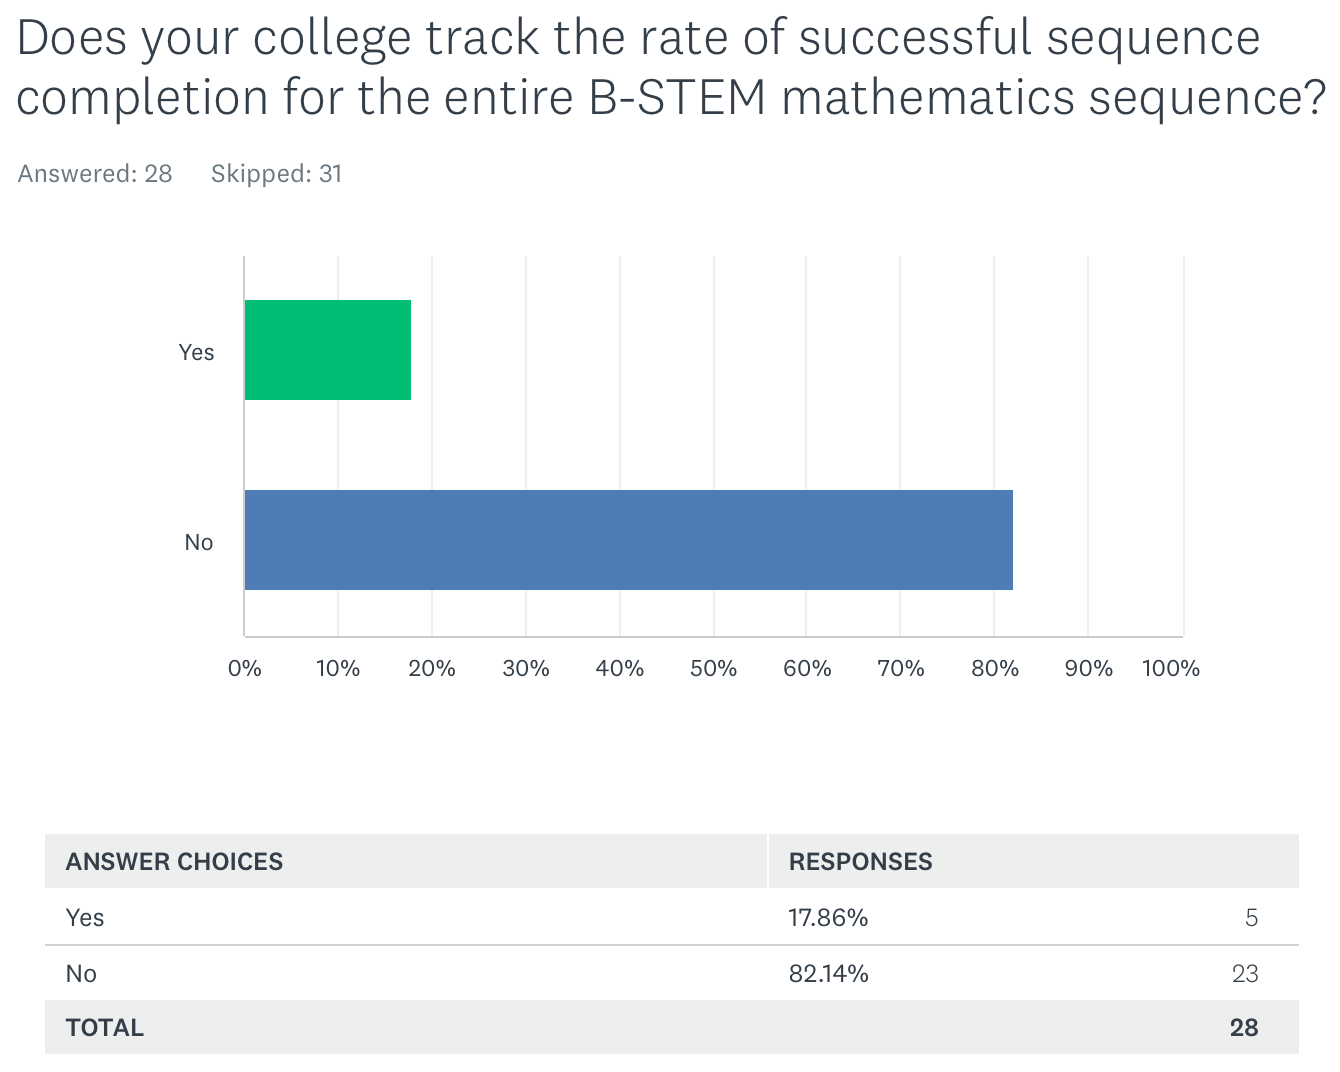 Does your college track the rate of successful sequence
completion for the entire B-STEM mathematics sequence?
Answered: 28 Skipped: 31
Yes
No
0% 10% 20% 30% 40% 50% 60% 70% 80% 90% 100%
ANSWER CHOICES RESPONSES
Yes 17.86% 5
No 82.14% 23
TOTAL 28